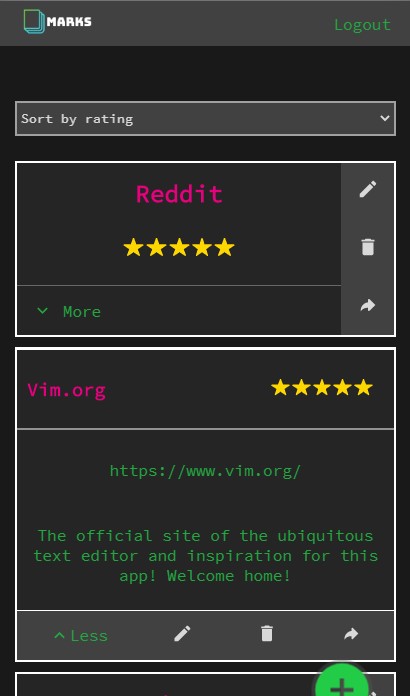 MARKS
Logout
Sort by rating
Reddit
More
Vim.org
https://www.vim.org/
The official site of the ubiquitous
text editor and inspiration for this
app! Welcome home!
Less